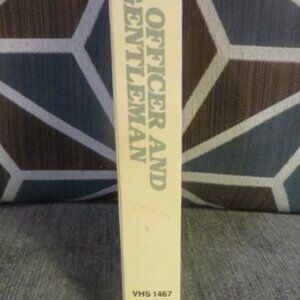 OFFICER AND
GENTLEMAN
VHS 1467